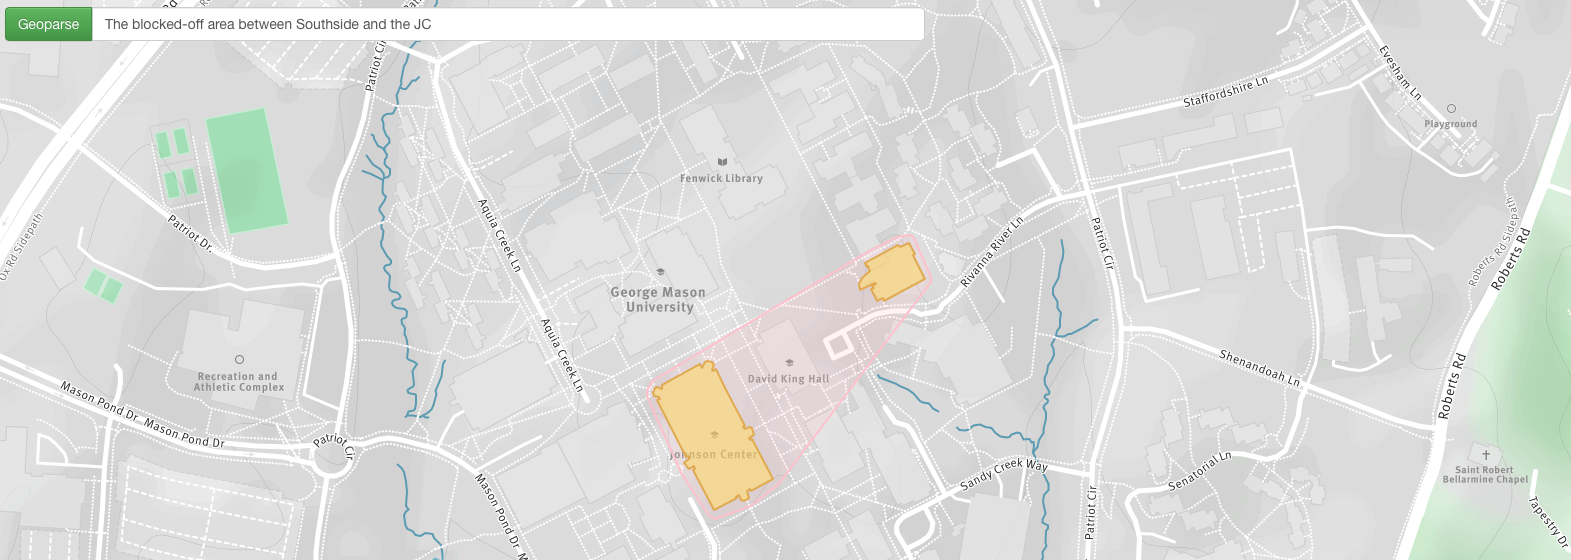 Geoparse
The blocked-off area between Southside and the JC
Rd
Patriot Cir
Staffordshire Ln
Evesham Ln
Playground
Fenwick Library
Patriot Dr.
Ox Rd Sidepath
Aquia Creek Ln
Rivanna River Ln
Patriot Cir
Roberts Rd Sidepath
Roberts Rd
George Mason
University
Aquia Creek Ln
Recreation and
Athletic Complex
David King Hall
Shenandoah Ln
Roberts Rd
Mason Pond Dr
Mason Pond Dr
Patriot Cir
Johnson Center
Mason Pond Dr
Sandy Creek Way
Senatorial Ln
Patriot Cir
Saint Robert
Bellarmine Chapel
Tapestry Dr